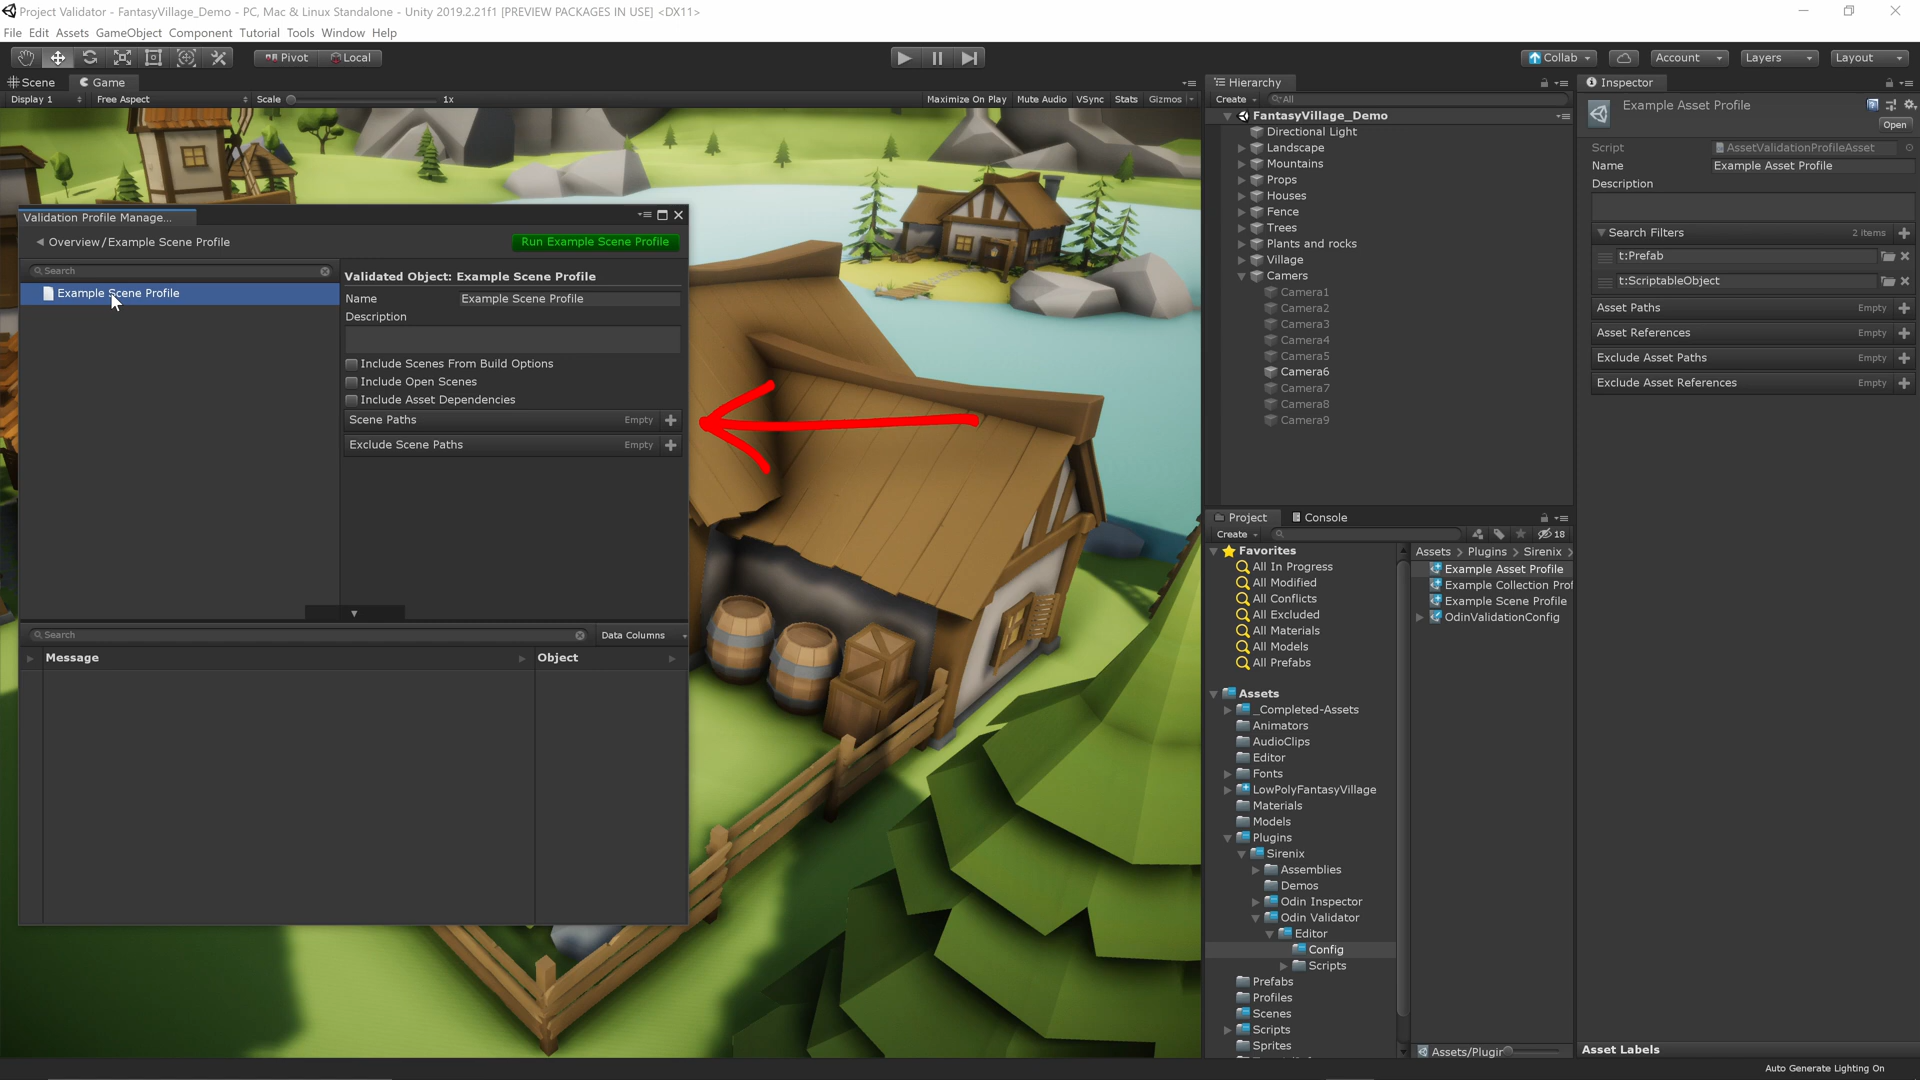 Project Validator - FantasyVillage_Demo - PC, Mac & Linux Standalone - Unity 2019.2.21f1 [PREVIEW PACKAGES IN USE] <DX11>
File Edit Assets GameObject Component Tutorial Tools Window Help
Pivot Local Collab Account Layers Layout
Scene Game
Display 1 Free Aspect Scale 1x Maximize On Play Mute Audio VSync Stats Gizmos
Validation Profile Manage...
Overview/Example Scene Profile Run Example Scene Profile
Search
Example Scene Profile
Validated Object: Example Scene Profile
Name Example Scene Profile
Description
Include Scenes From Build Options
Include Open Scenes
Include Asset Dependencies
Scene Paths Empty
Exclude Scene Paths Empty
Search Data Columns
Message Object
Hierarchy
Create All
FantasyVillage_Demo
Directional Light
Landscape
Mountains
Props
Houses
Fence
Trees
Plants and rocks
Village
Camers
Camera1
Camera2
Camera3
Camera4
Camera5
Camera6
Camera7
Camera8
Camera9
Project Console
Create 18
Favorites
All In Progress
All Modified
All Conflicts
All Excluded
All Materials
All Models
All Prefabs
Assets
_Completed-Assets
Animators
AudioClips
Editor
Fonts
LowPolyFantasyVillage
Materials
Models
Plugins
Sirenix
Assemblies
Demos
Odin Inspector
Odin Validator
Editor
Config
Scripts
Prefabs
Profiles
Scenes
Scripts
Sprites
Assets > Plugins > Sirenix >
Example Asset Profile
Example Collection Prof
Example Scene Profile
OdinValidationConfig
Assets/Plugin
Inspector
Example Asset Profile
Open
Script AssetValidationProfileAsset
Name Example Asset Profile
Description
Search Filters 2 items
t:Prefab
t:ScriptableObject
Asset Paths Empty
Asset References Empty
Exclude Asset Paths Empty
Exclude Asset References Empty
Asset Labels
Auto Generate Lighting On